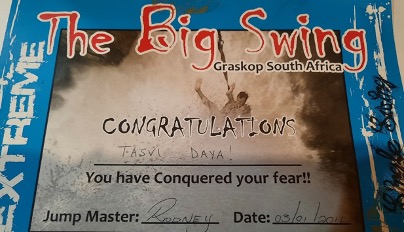 The Big Swing
Graskop South Africa
EXTREME
CONGRATULATIONS
TASVI DAYA!
You have Conquered your fear!!
Jump Master: RODNEY Date: 03/01/2011